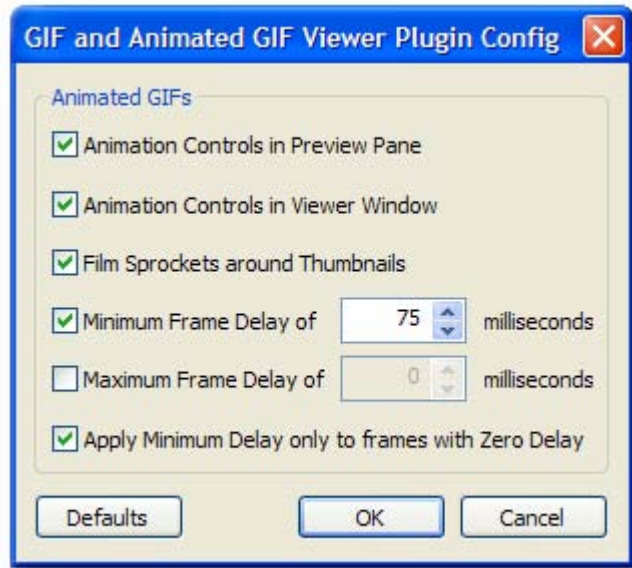 GIF and Animated GIF Viewer Plugin Config
Animated GIFs
Animation Controls in Preview Pane
Animation Controls in Viewer Window
Film Sprockets around Thumbnails
Minimum Frame Delay of 75 milliseconds
Maximum Frame Delay of 0 milliseconds
Apply Minimum Delay only to frames with Zero Delay
Defaults OK Cancel